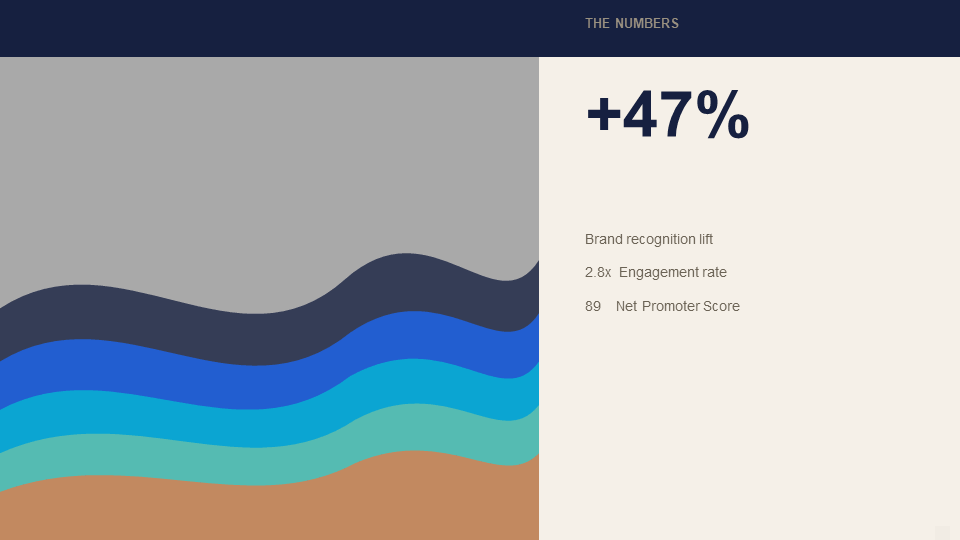 THE NUMBERS
+47%
Brand recognition lift
2.8x Engagement rate
89 Net Promoter Score